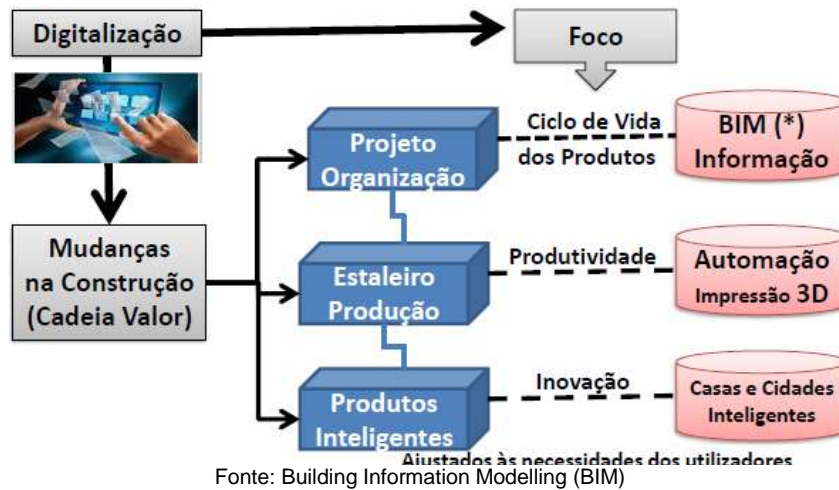 Digitalização
Foco
Projeto
Organização
Ciclo de Vida
dos Produtos
BIM (*)
Informação
Mudanças
na Construção
(Cadeia Valor)
Estaleiro
Produção
Produtividade
Automação
Impressão 3D
Produtos
Inteligentes
Inovação
Casas e Cidades
Inteligentes
Ajustados às necessidades dos utilizadores
Fonte: Building Information Modelling (BIM)